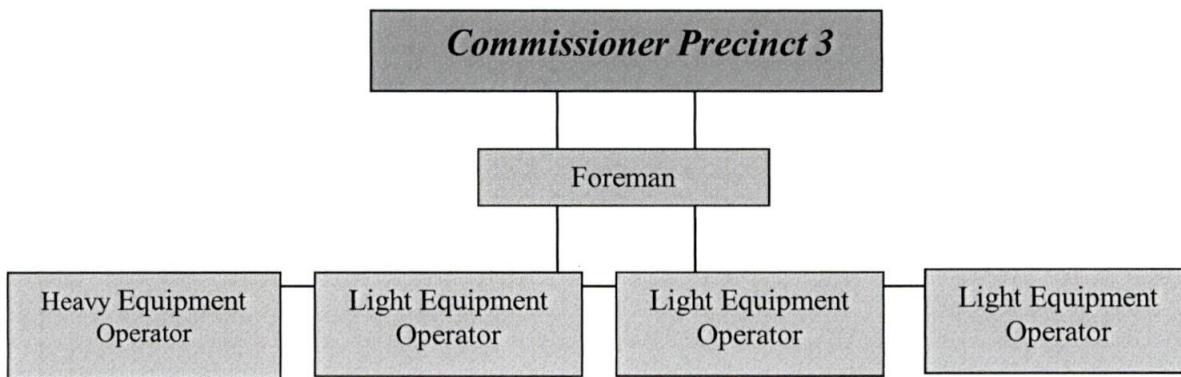 Commissioner Precinct 3
Foreman
Heavy Equipment
Operator
Light Equipment
Operator
Light Equipment
Operator
Light Equipment
Operator